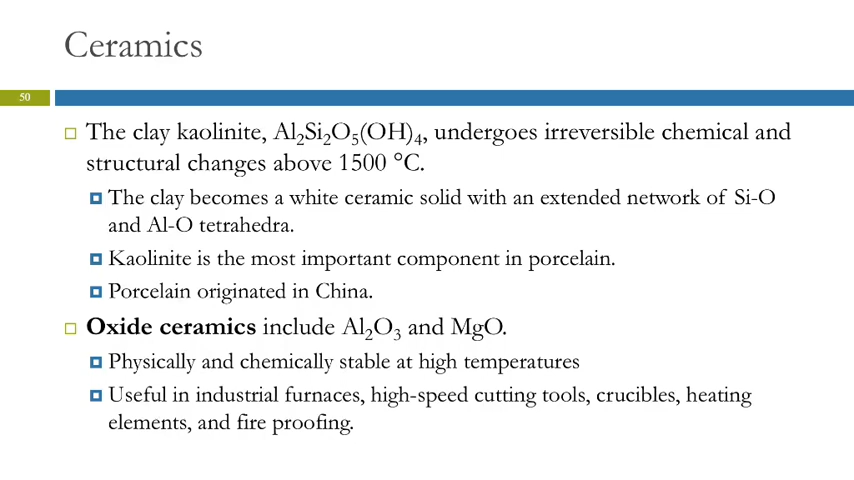 Ceramics
50
The clay kaolinite, Al₂Si₂O₅(OH)₄, undergoes irreversible chemical and
structural changes above 1500 °C.
The clay becomes a white ceramic solid with an extended network of Si-O
and Al-O tetrahedra.
Kaolinite is the most important component in porcelain.
Porcelain originated in China.
Oxide ceramics include Al₂O₃ and MgO.
Physically and chemically stable at high temperatures
Useful in industrial furnaces, high-speed cutting tools, crucibles, heating
elements, and fire proofing.